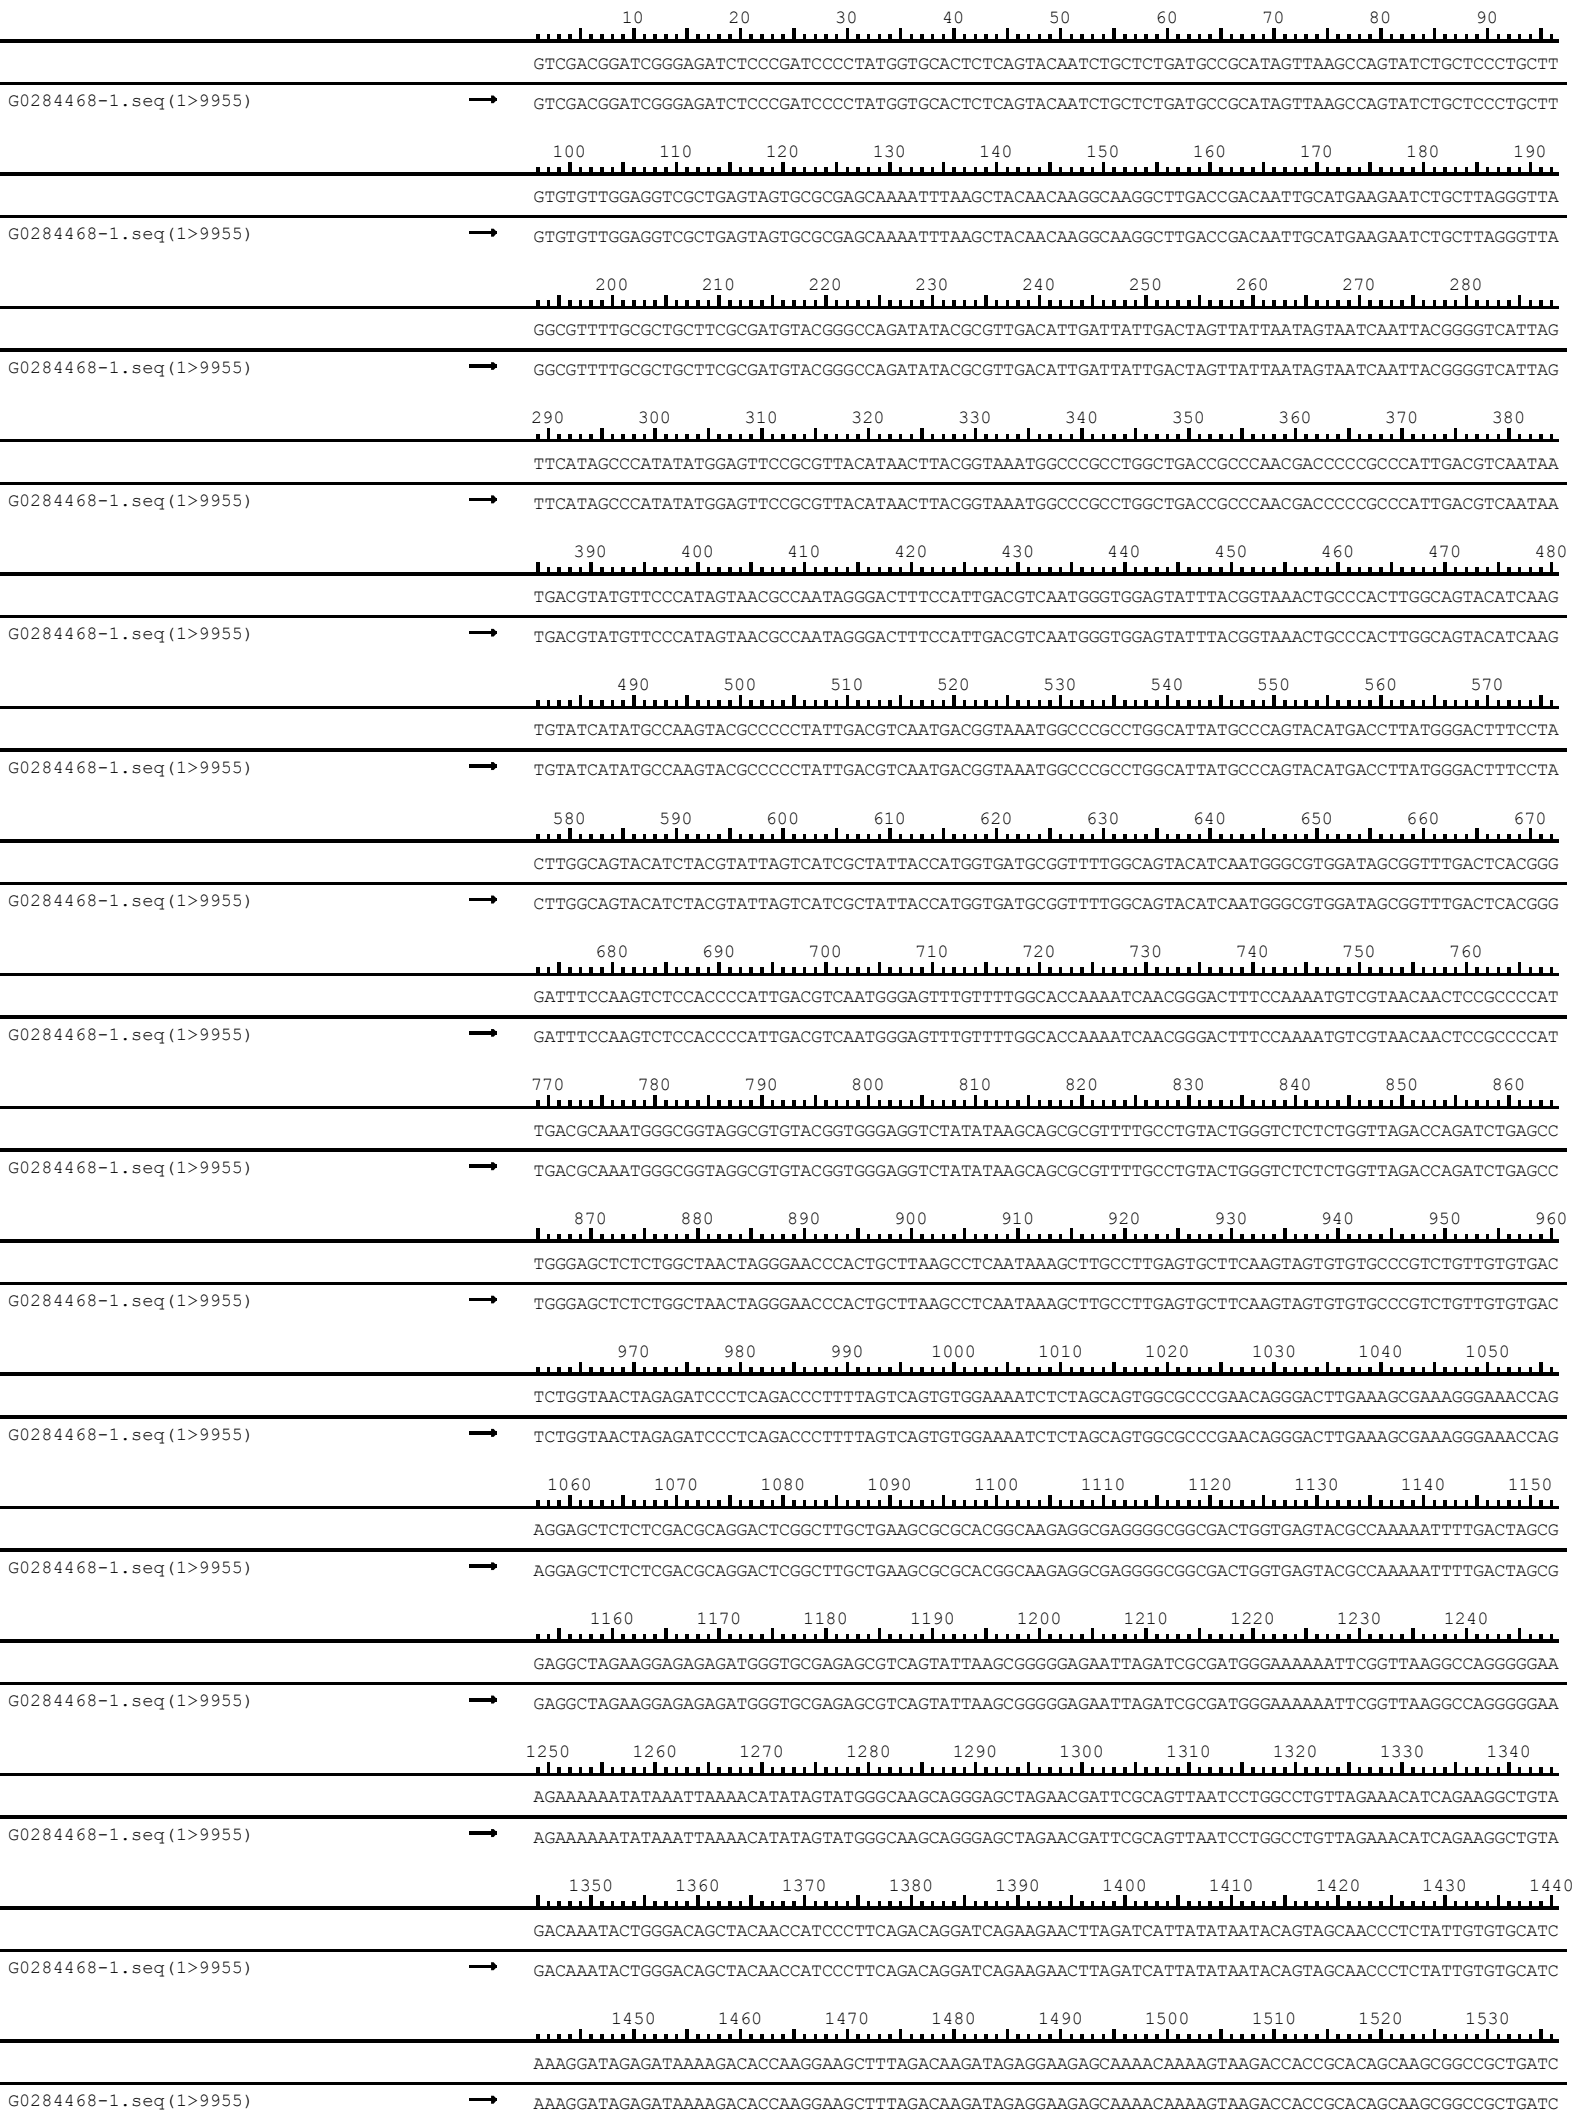 10 20 30 40 50 60 70 80 90
GTCGACGGATCGGGAGATCTCCCGATCCCCTATGGTGCACTCTCAGTACAATCTGCTCTGATGCCGCATAGTTAAGCCAGTATCTGCTCCCTGCTT
G0284468-1.seq(1>9955) → GTCGACGGATCGGGAGATCTCCCGATCCCCTATGGTGCACTCTCAGTACAATCTGCTCTGATGCCGCATAGTTAAGCCAGTATCTGCTCCCTGCTT
100 110 120 130 140 150 160 170 180 190
GTGTGTTGGAGGTCGCTGAGTAGTGCGCGAGCAAAATTTAAGCTACAACAAGGCAAGGCTTGACCGACAATTGCATGAAGAATCTGCTTAGGGTTA
G0284468-1.seq(1>9955) → GTGTGTTGGAGGTCGCTGAGTAGTGCGCGAGCAAAATTTAAGCTACAACAAGGCAAGGCTTGACCGACAATTGCATGAAGAATCTGCTTAGGGTTA
200 210 220 230 240 250 260 270 280
GGCGTTTTGCGCTGCTTCGCGATGTACGGGCCAGATATACGCGTTGACATTGATTATTGACTAGTTATTAATAGTAATCAATTACGGGGTCATTAG
G0284468-1.seq(1>9955) → GGCGTTTTGCGCTGCTTCGCGATGTACGGGCCAGATATACGCGTTGACATTGATTATTGACTAGTTATTAATAGTAATCAATTACGGGGTCATTAG
290 300 310 320 330 340 350 360 370 380
TTCATAGCCCATATATGGAGTTCCGCGTTACATAACTTACGGTAAATGGCCCGCCTGGCTGACCGCCCAACGACCCCCGCCCATTGACGTCAATAA
G0284468-1.seq(1>9955) → TTCATAGCCCATATATGGAGTTCCGCGTTACATAACTTACGGTAAATGGCCCGCCTGGCTGACCGCCCAACGACCCCCGCCCATTGACGTCAATAA
390 400 410 420 430 440 450 460 470 480
TGACGTATGTTCCCATAGTAACGCCAATAGGGACTTTCCATTGACGTCAATGGGTGGAGTATTTACGGTAAACTGCCCACTTGGCAGTACATCAAG
G0284468-1.seq(1>9955) → TGACGTATGTTCCCATAGTAACGCCAATAGGGACTTTCCATTGACGTCAATGGGTGGAGTATTTACGGTAAACTGCCCACTTGGCAGTACATCAAG
490 500 510 520 530 540 550 560 570
TGTATCATATGCCAAGTACGCCCCCTATTGACGTCAATGACGGTAAATGGCCCGCCTGGCATTATGCCCAGTACATGACCTTATGGGACTTTCCTA
G0284468-1.seq(1>9955) → TGTATCATATGCCAAGTACGCCCCCTATTGACGTCAATGACGGTAAATGGCCCGCCTGGCATTATGCCCAGTACATGACCTTATGGGACTTTCCTA
580 590 600 610 620 630 640 650 660 670
CTTGGCAGTACATCTACGTATTAGTCATCGCTATTACCATGGTGATGCGGTTTTGGCAGTACATCAATGGGCGTGGATAGCGGTTTGACTCACGGG
G0284468-1.seq(1>9955) → CTTGGCAGTACATCTACGTATTAGTCATCGCTATTACCATGGTGATGCGGTTTTGGCAGTACATCAATGGGCGTGGATAGCGGTTTGACTCACGGG
680 690 700 710 720 730 740 750 760
GATTTCCAAGTCTCCACCCCATTGACGTCAATGGGAGTTTGTTTTGGCACCAAAATCAACGGGACTTTCCAAAATGTCGTAACAACTCCGCCCCAT
G0284468-1.seq(1>9955) → GATTTCCAAGTCTCCACCCCATTGACGTCAATGGGAGTTTGTTTTGGCACCAAAATCAACGGGACTTTCCAAAATGTCGTAACAACTCCGCCCCAT
770 780 790 800 810 820 830 840 850 860
TGACGCAAATGGGCGGTAGGCGTGTACGGTGGGAGGTCTATATAAGCAGCGCGTTTTGCCTGTACTGGGTCTCTCTGGTTAGACCAGATCTGAGCC
G0284468-1.seq(1>9955) → TGACGCAAATGGGCGGTAGGCGTGTACGGTGGGAGGTCTATATAAGCAGCGCGTTTTGCCTGTACTGGGTCTCTCTGGTTAGACCAGATCTGAGCC
870 880 890 900 910 920 930 940 950 960
TGGGAGCTCTCTGGCTAACTAGGGAACCCACTGCTTAAGCCTCAATAAAGCTTGCCTTGAGTGCTTCAAGTAGTGTGTGCCCGTCTGTTGTGTGAC
G0284468-1.seq(1>9955) → TGGGAGCTCTCTGGCTAACTAGGGAACCCACTGCTTAAGCCTCAATAAAGCTTGCCTTGAGTGCTTCAAGTAGTGTGTGCCCGTCTGTTGTGTGAC
970 980 990 1000 1010 1020 1030 1040 1050
TCTGGTAACTAGAGATCCCTCAGACCCTTTTAGTCAGTGTGGAAAATCTCTAGCAGTGGCGCCCGAACAGGGACTTGAAAGCGAAAGGGAAACCAG
G0284468-1.seq(1>9955) → TCTGGTAACTAGAGATCCCTCAGACCCTTTTAGTCAGTGTGGAAAATCTCTAGCAGTGGCGCCCGAACAGGGACTTGAAAGCGAAAGGGAAACCAG
1060 1070 1080 1090 1100 1110 1120 1130 1140 1150
AGGAGCTCTCTCGACGCAGGACTCGGCTTGCTGAAGCGCGCACGGCAAGAGGCGAGGGGCGGCGACTGGTGAGTACGCCAAAAATTTTGACTAGCG
G0284468-1.seq(1>9955) → AGGAGCTCTCTCGACGCAGGACTCGGCTTGCTGAAGCGCGCACGGCAAGAGGCGAGGGGCGGCGACTGGTGAGTACGCCAAAAATTTTGACTAGCG
1160 1170 1180 1190 1200 1210 1220 1230 1240
GAGGCTAGAAGGAGAGAGATGGGTGCGAGAGCGTCAGTATTAAGCGGGGGAGAATTAGATCGCGATGGGAAAAAATTCGGTTAAGGCCAGGGGGAA
G0284468-1.seq(1>9955) → GAGGCTAGAAGGAGAGAGATGGGTGCGAGAGCGTCAGTATTAAGCGGGGGAGAATTAGATCGCGATGGGAAAAAATTCGGTTAAGGCCAGGGGGAA
1250 1260 1270 1280 1290 1300 1310 1320 1330 1340
AGAAAAAATATAAATTAAAACATATAGTATGGGCAAGCAGGGAGCTAGAACGATTCGCAGTTAATCCTGGCCTGTTAGAAACATCAGAAGGCTGTA
G0284468-1.seq(1>9955) → AGAAAAAATATAAATTAAAACATATAGTATGGGCAAGCAGGGAGCTAGAACGATTCGCAGTTAATCCTGGCCTGTTAGAAACATCAGAAGGCTGTA
1350 1360 1370 1380 1390 1400 1410 1420 1430 1440
GACAAATACTGGGACAGCTACAACCATCCCTTCAGACAGGATCAGAAGAACTTAGATCATTATATAATACAGTAGCAACCCTCTATTGTGTGCATC
G0284468-1.seq(1>9955) → GACAAATACTGGGACAGCTACAACCATCCCTTCAGACAGGATCAGAAGAACTTAGATCATTATATAATACAGTAGCAACCCTCTATTGTGTGCATC
1450 1460 1470 1480 1490 1500 1510 1520 1530
AAAGGATAGAGATAAAAGACACCAAGGAAGCTTTAGACAAGATAGAGGAAGAGCAAAACAAAAGTAAGACCACCGCACAGCAAGCGGCCGCTGATC
G0284468-1.seq(1>9955) → AAAGGATAGAGATAAAAGACACCAAGGAAGCTTTAGACAAGATAGAGGAAGAGCAAAACAAAAGTAAGACCACCGCACAGCAAGCGGCCGCTGATC